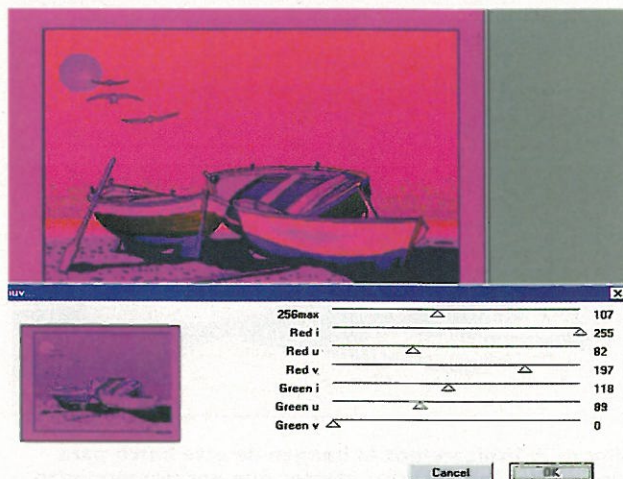 iuv...
256max 107
Red i 255
Red u 82
Red v 197
Green i 118
Green u 89
Green v 0
Cancel OK